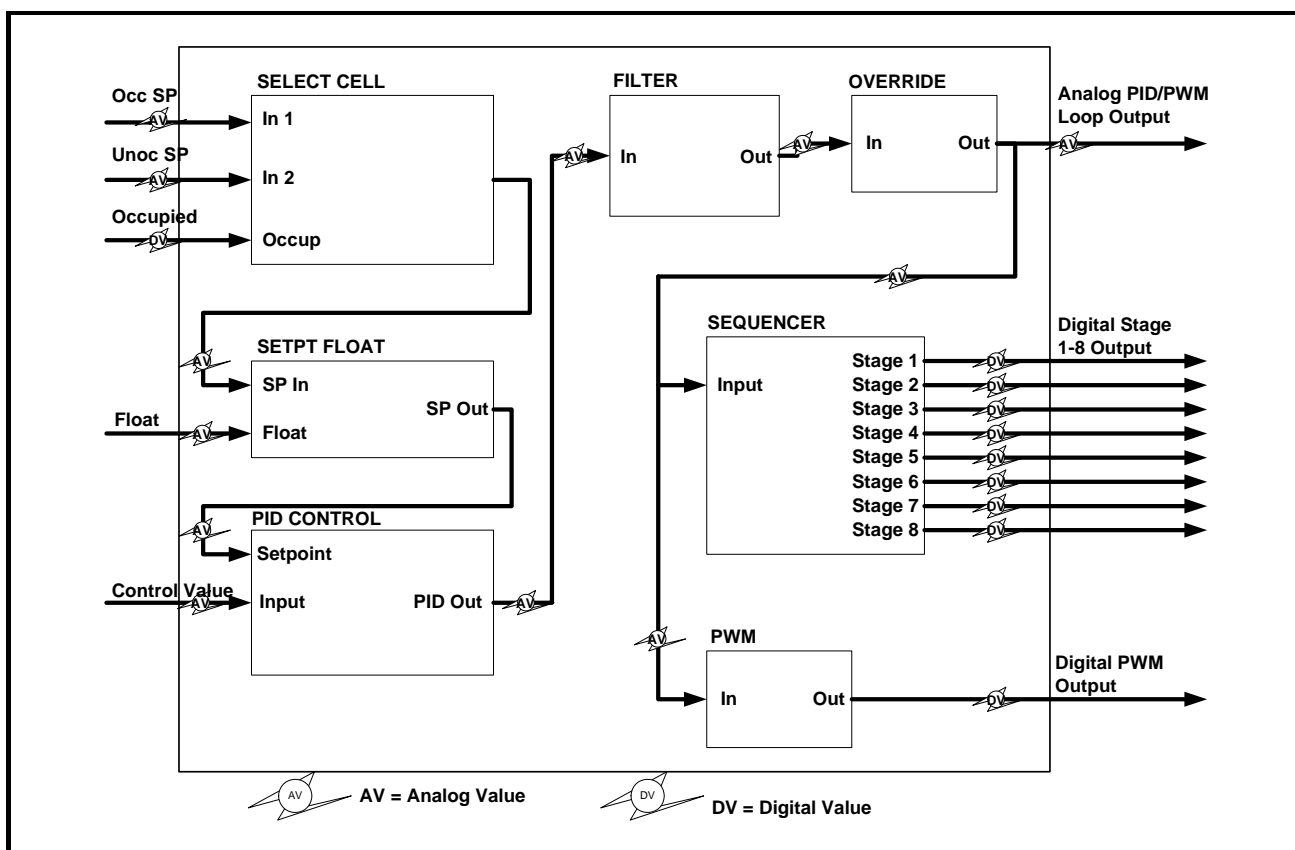 SELECT CELL
Occ SP
AV
In 1
Unoc SP
AV
In 2
Occupied
DV
Occup
AV
SETPT FLOAT
SP In
SP Out
Float
AV
Float
AV
PID CONTROL
Setpoint
Control Value
AV
Input
PID Out
AV
FILTER
AV
In
Out
AV
OVERRIDE
In
Out
Analog PID/PWM
Loop Output
AV
AV
SEQUENCER
Input
Stage 1
DV
Stage 2
DV
Stage 3
DV
Stage 4
DV
Stage 5
DV
Stage 6
DV
Stage 7
DV
Stage 8
DV
Digital Stage
1-8 Output
AV
PWM
In
Out
DV
Digital PWM
Output
AV
AV = Analog Value
DV
DV = Digital Value